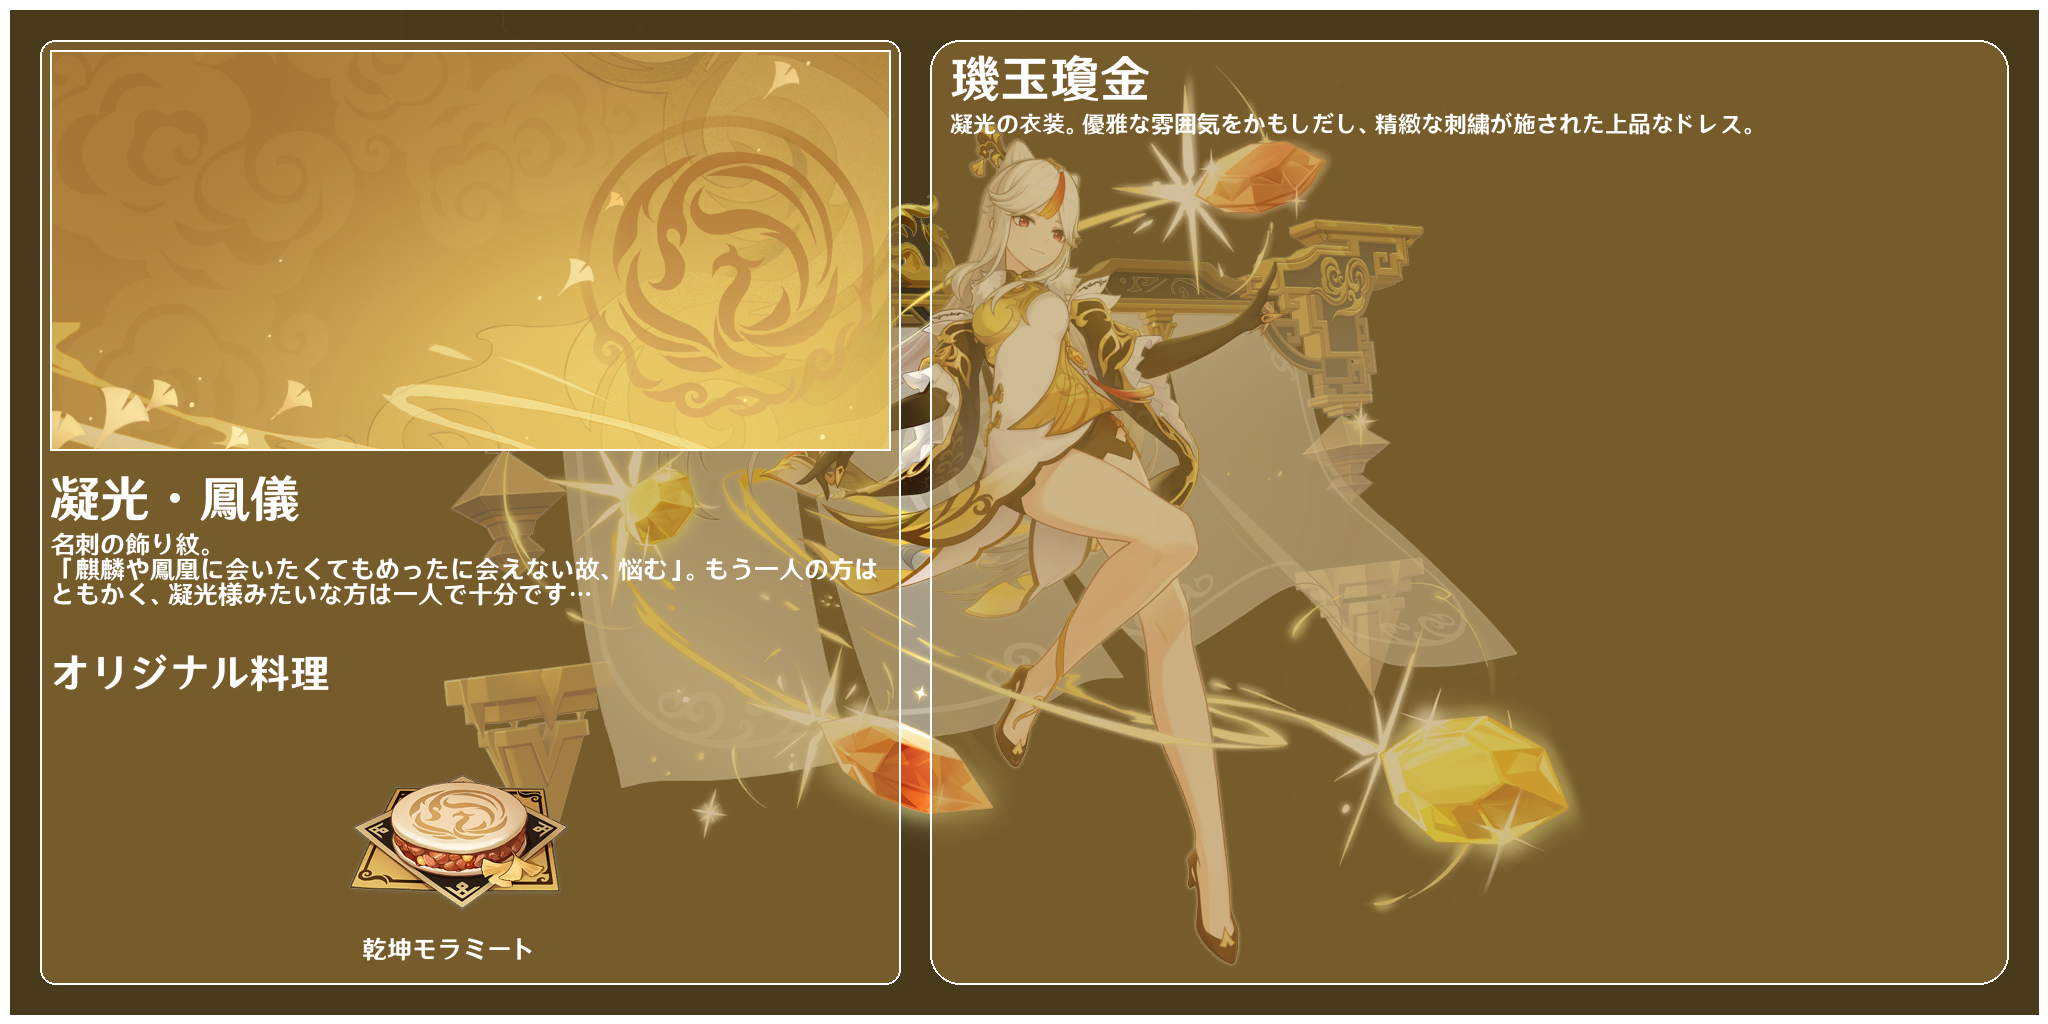 凝光・鳳儀
名刺の飾り紋。
「麒麟や鳳凰に会いたくてもめったに会えない故、悩む」。もう一人の方は
ともかく、凝光様みたいな方は一人で十分です…
オリジナル料理
乾坤モラミート
璣玉瓊金
凝光の衣装。優雅な雰囲気をかもしだし、精緻な刺繍が施された上品なドレス。